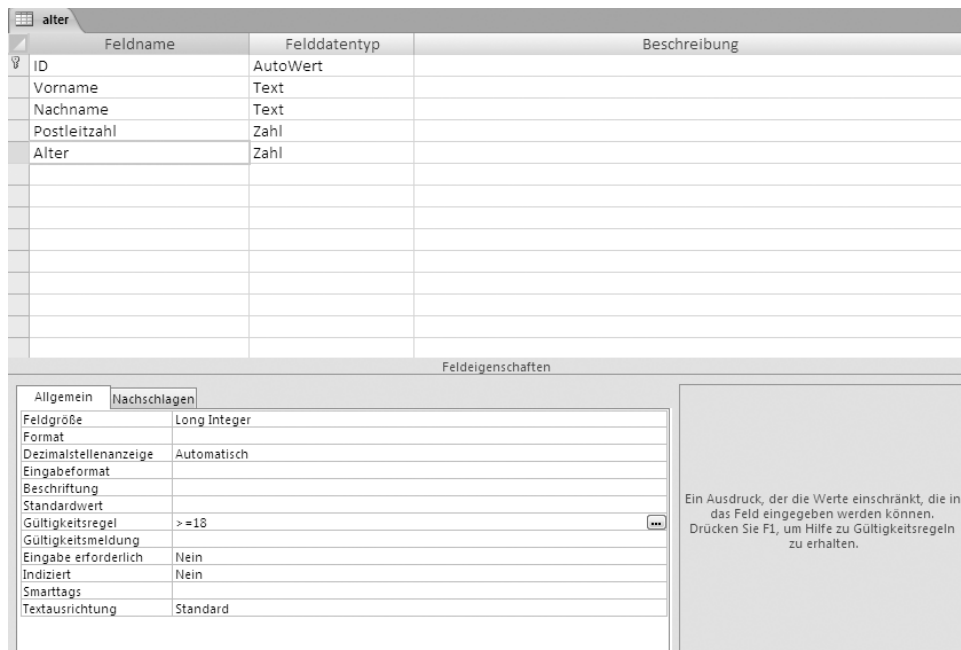 alter
Feldname Felddatentyp Beschreibung
ID AutoWert
Vorname Text
Nachname Text
Postleitzahl Zahl
Alter Zahl
Feldeigenschaften
Allgemein Nachschlagen
Feldgröße Long Integer
Format
Dezimalstellenanzeige Automatisch
Eingabeformat
Beschriftung
Standardwert
Gültigkeitsregel >=18
Gültigkeitsmeldung
Eingabe erforderlich Nein
Indiziert Nein
Smarttags
Textausrichtung Standard
Ein Ausdruck, der die Werte einschränkt, die in
das Feld eingegeben werden können.
Drücken Sie F1, um Hilfe zu Gültigkeitsregeln
zu erhalten.